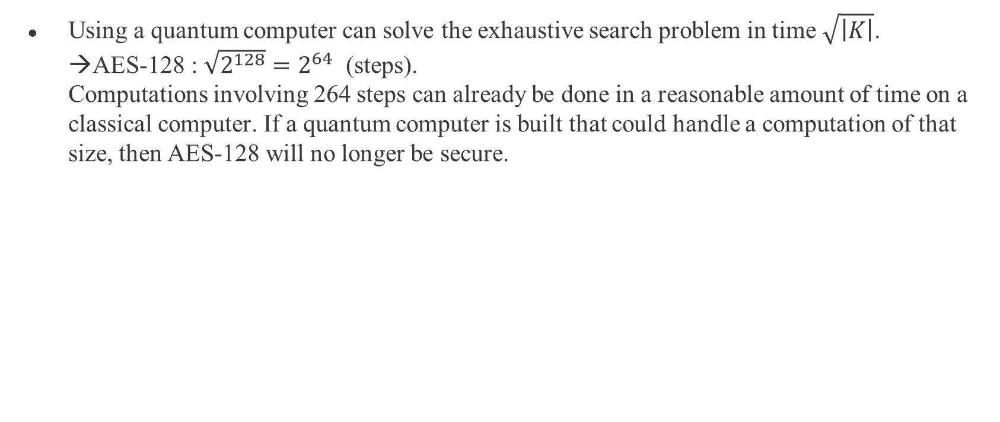 • Using a quantum computer can solve the exhaustive search problem in time √|K|.
→AES-128 : √2¹²⁸ = 2⁶⁴ (steps).
Computations involving 264 steps can already be done in a reasonable amount of time on a
classical computer. If a quantum computer is built that could handle a computation of that
size, then AES-128 will no longer be secure.